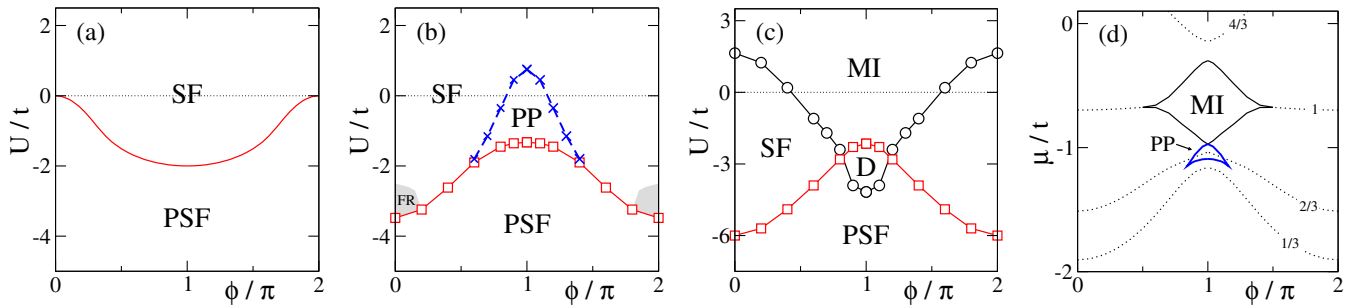 (a)
U / t
2
0
-2
-4
SF
PSF
0
1
2
ϕ / π
(b)
U / t
2
0
-2
-4
SF
PP
FR
PSF
0
1
2
ϕ / π
(c)
U / t
3
0
-3
-6
MI
SF
D
PSF
0
1
2
ϕ / π
(d)
μ / t
0
-1
-2
4/3
MI
1
PP
2/3
1/3
0
1
2
ϕ / π